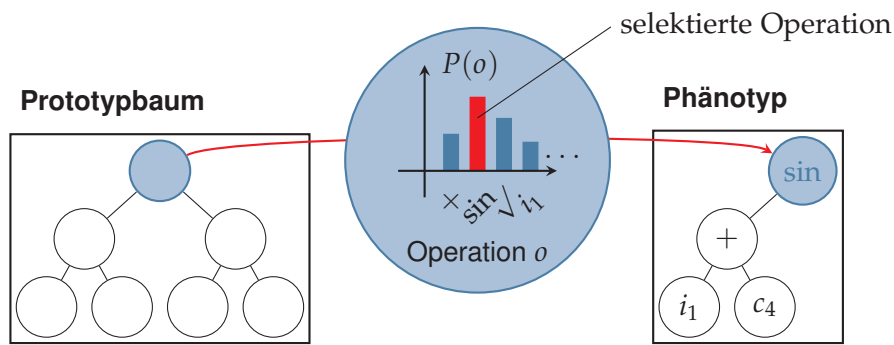 selektierte Operation
P(o)
Prototypbaum
Phänotyp
...
sin
× sin √ i₁
+
Operation o
i₁ c₄